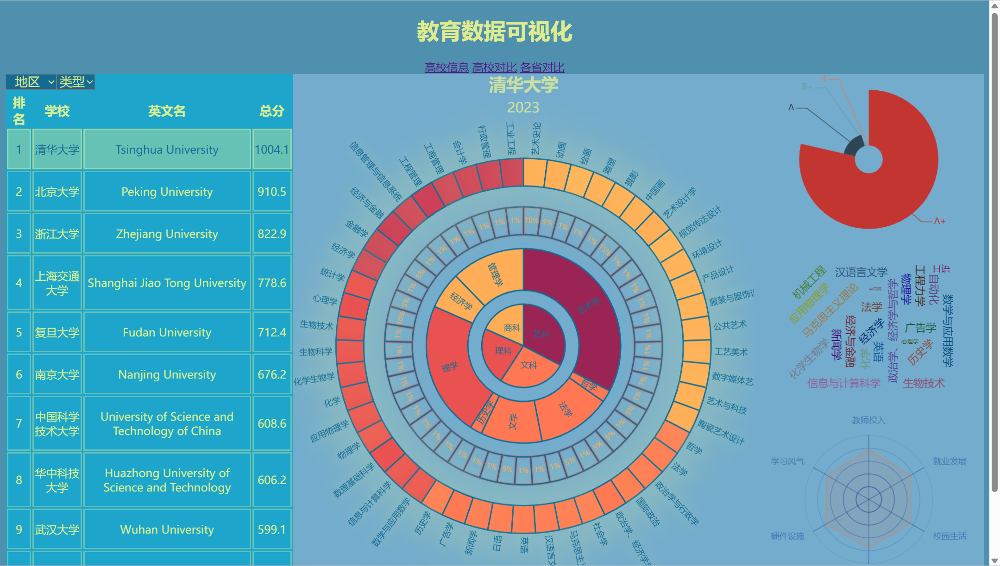 教育数据可视化
高校信息 高校对比 各省对比
地区 类型
排名 学校 英文名 总分
1 清华大学 Tsinghua University 1004.1
2 北京大学 Peking University 910.5
3 浙江大学 Zhejiang University 822.9
4 上海交通大学 Shanghai Jiao Tong University 778.6
5 复旦大学 Fudan University 712.4
6 南京大学 Nanjing University 676.2
7 中国科学技术大学 University of Science and Technology of China 608.6
8 华中科技大学 Huazhong University of Science and Technology 606.2
9 武汉大学 Wuhan University 599.1
清华大学
2023
艺术史论
动画
绘画
雕塑
摄影
中国画
艺术设计学
视觉传达设计
环境设计
产品设计
服装与服饰设
公共艺术
工艺美术
数字媒体艺
艺术与科技
陶瓷艺术设计
哲学
法学
政治学与行政学
国际政治
政治学、经济学与
社会学
马克思主义
汉语言文
英语
日语
新闻学
广告学
历史学
数学与应用数学
信息与计算科学
数理基础科学
物理学
应用物理学
化学
化学生物学
生物科学
生物技术
心理学
统计学
经济学
金融学
经济与金融
信息管理与信息系统
工程管理
工商管理
会计学
行政管理
工业工程
10%
5%
1%
1%
1%
15%
1%
1%
1%
1%
1%
1%
1%
1%
1%
1%
5%
1%
5%
5%
1%
5%
1%
1%
1%
5%
1%
1%
1%
1%
1%
1%
1%
1%
1%
1%
1%
1%
10%
5%
1%
5%
1%
1%
1%
1%
1%
1%
1%
艺术学
哲学
法学
文学
历史学
理学
经济学
管理学
艺科
文科
理科
商科
B
B+
A
A+
机械工程
汉语言文学
日语
工程力学
物理学
自动化
应用物理学
马克思主义理论
中国画
法学
政治学、经济学与哲学
数学与应用数学
经济与金融
经济学
广告学
新闻学
心理学
英语
化学
历史学
化学生物学
信息与计算科学
生物技术
教师投入
学习风气
就业发展
硬件设施
校园生活